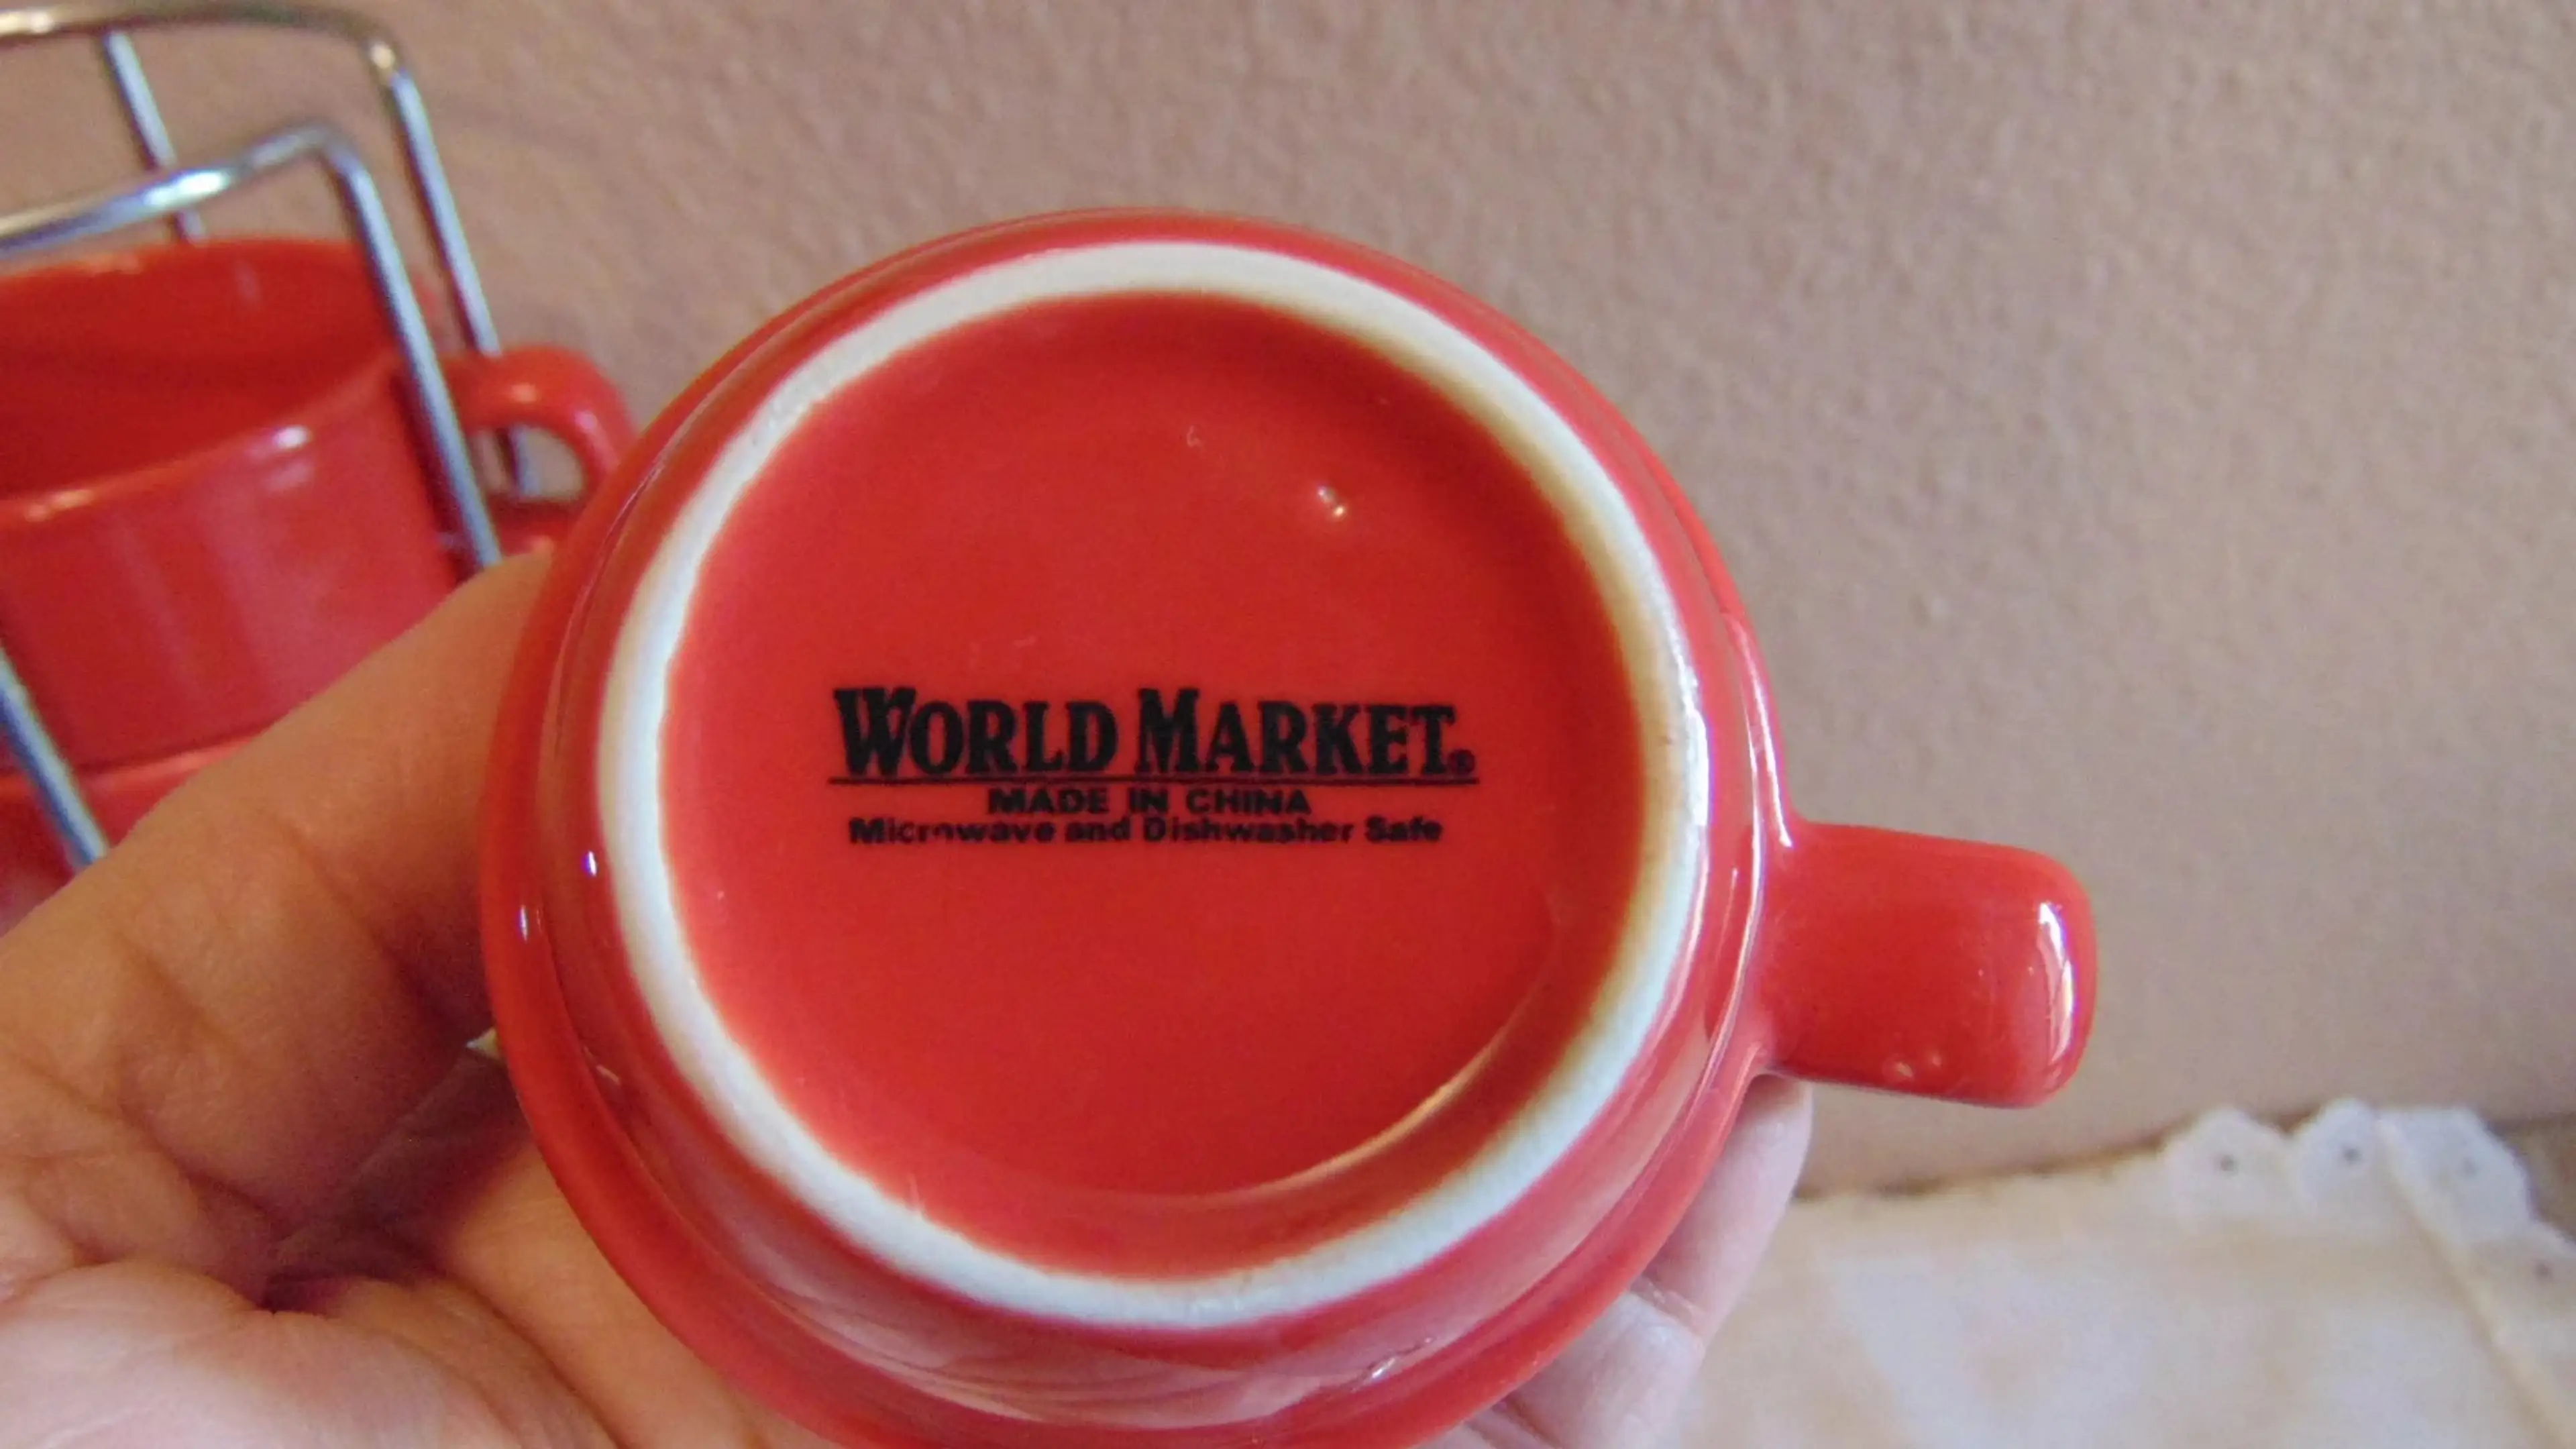 WORLD MARKET®
MADE IN CHINA
Microwave and Dishwasher Safe